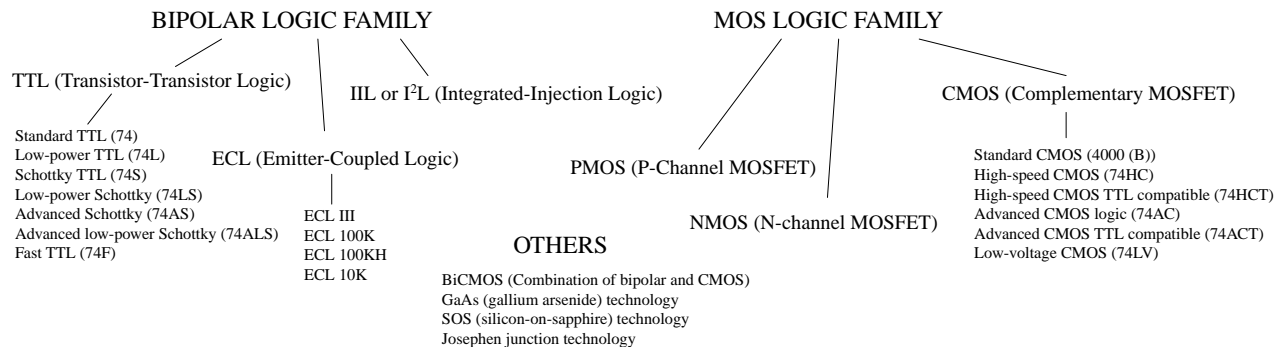 BIPOLAR LOGIC FAMILY
TTL (Transistor-Transistor Logic)
Standard TTL (74)
Low-power TTL (74L)
Schottky TTL (74S)
Low-power Schottky (74LS)
Advanced Schottky (74AS)
Advanced low-power Schottky (74ALS)
Fast TTL (74F)
ECL (Emitter-Coupled Logic)
ECL III
ECL 100K
ECL 100KH
ECL 10K
IIL or I²L (Integrated-Injection Logic)
MOS LOGIC FAMILY
PMOS (P-Channel MOSFET)
NMOS (N-channel MOSFET)
CMOS (Complementary MOSFET)
Standard CMOS (4000 (B))
High-speed CMOS (74HC)
High-speed CMOS TTL compatible (74HCT)
Advanced CMOS logic (74AC)
Advanced CMOS TTL compatible (74ACT)
Low-voltage CMOS (74LV)
OTHERS
BiCMOS (Combination of bipolar and CMOS)
GaAs (gallium arsenide) technology
SOS (silicon-on-sapphire) technology
Josephen junction technology